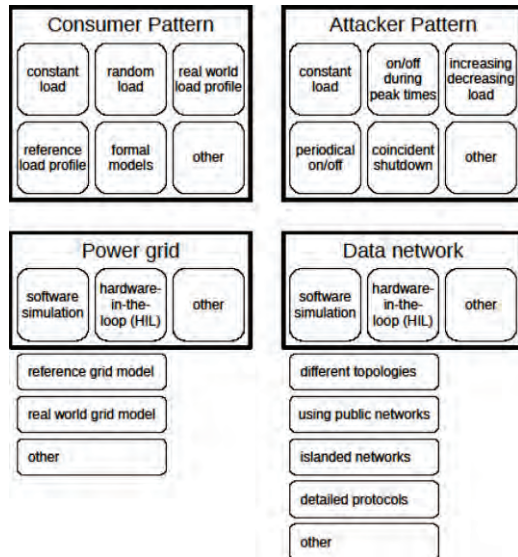 Consumer Pattern
constant
load
random
load
real world
load profile
reference
load profile
formal
models
other
Attacker Pattern
constant
load
on/off
during
peak times
increasing
decreasing
load
periodical
on/off
coincident
shutdown
other
Power grid
software
simulation
hardware-
in-the-
loop (HIL)
other
reference grid model
real world grid model
other
Data network
software
simulation
hardware-
in-the-
loop (HIL)
other
different topologies
using public networks
islanded networks
detailed protocols
other